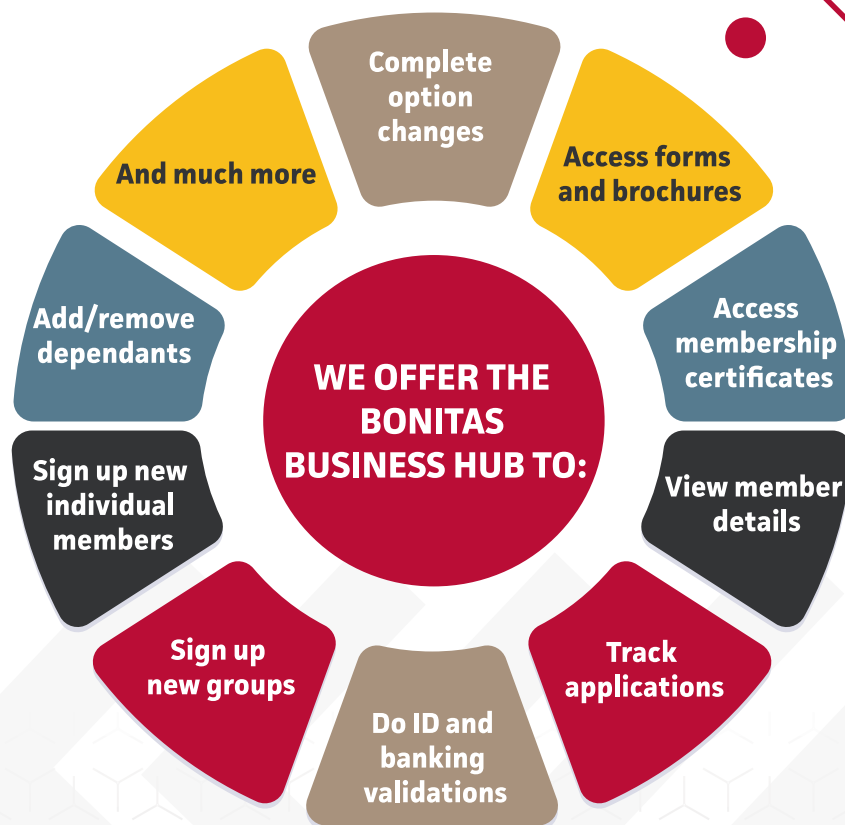 WE OFFER THE
BONITAS
BUSINESS HUB TO:
Complete
option
changes
Access forms
and brochures
Access
membership
certificates
View member
details
Track
applications
Do ID and
banking
validations
Sign up
new groups
Sign up new
individual
members
Add/remove
dependants
And much more